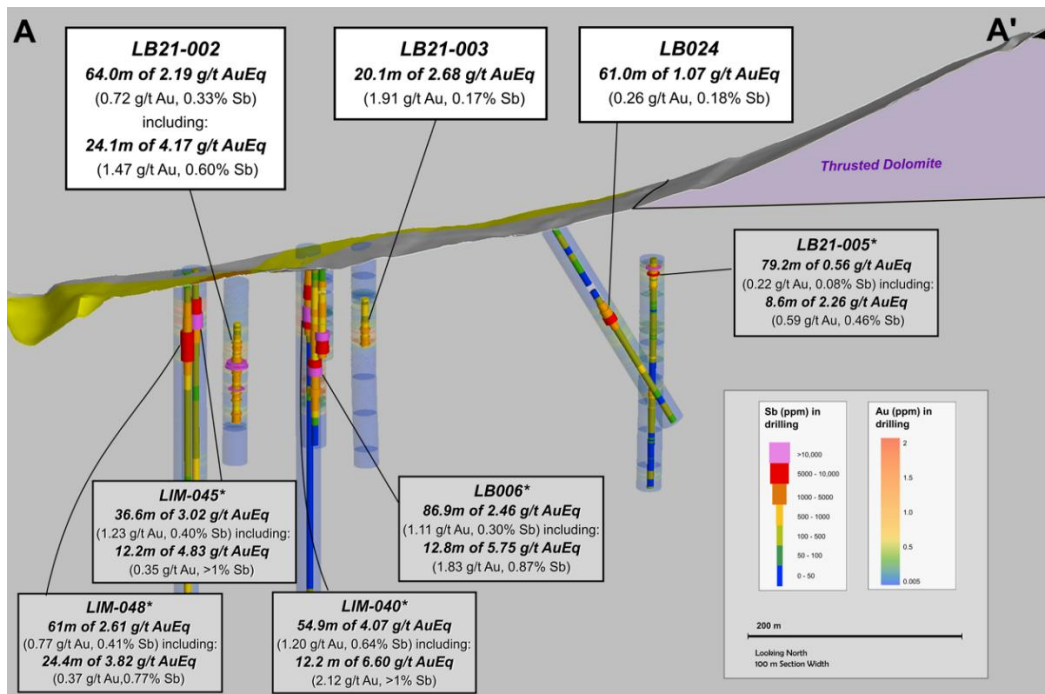 A
A'
LB21-002
64.0m of 2.19 g/t AuEq
(0.72 g/t Au, 0.33% Sb)
including:
24.1m of 4.17 g/t AuEq
(1.47 g/t Au, 0.60% Sb)
LB21-003
20.1m of 2.68 g/t AuEq
(1.91 g/t Au, 0.17% Sb)
LB024
61.0m of 1.07 g/t AuEq
(0.26 g/t Au, 0.18% Sb)
Thrusted Dolomite
LB21-005*
79.2m of 0.56 g/t AuEq
(0.22 g/t Au, 0.08% Sb) including:
8.6m of 2.26 g/t AuEq
(0.59 g/t Au, 0.46% Sb)
LIM-045*
36.6m of 3.02 g/t AuEq
(1.23 g/t Au, 0.40% Sb) including:
12.2m of 4.83 g/t AuEq
(0.35 g/t Au, >1% Sb)
LB006*
86.9m of 2.46 g/t AuEq
(1.11 g/t Au, 0.30% Sb) including:
12.8m of 5.75 g/t AuEq
(1.83 g/t Au, 0.87% Sb)
LIM-048*
61m of 2.61 g/t AuEq
(0.77 g/t Au, 0.41% Sb) including:
24.4m of 3.82 g/t AuEq
(0.37 g/t Au,0.77% Sb)
LIM-040*
54.9m of 4.07 g/t AuEq
(1.20 g/t Au, 0.64% Sb) including:
12.2 m of 6.60 g/t AuEq
(2.12 g/t Au, >1% Sb)
Sb (ppm) in
drilling
>10,000
5000 - 10,000
1000 - 5000
500 - 1000
100 - 500
50 - 100
0 - 50
Au (ppm) in
drilling
2
1.0
0.5
0.005
200 m
Looking North
100 m Section Width